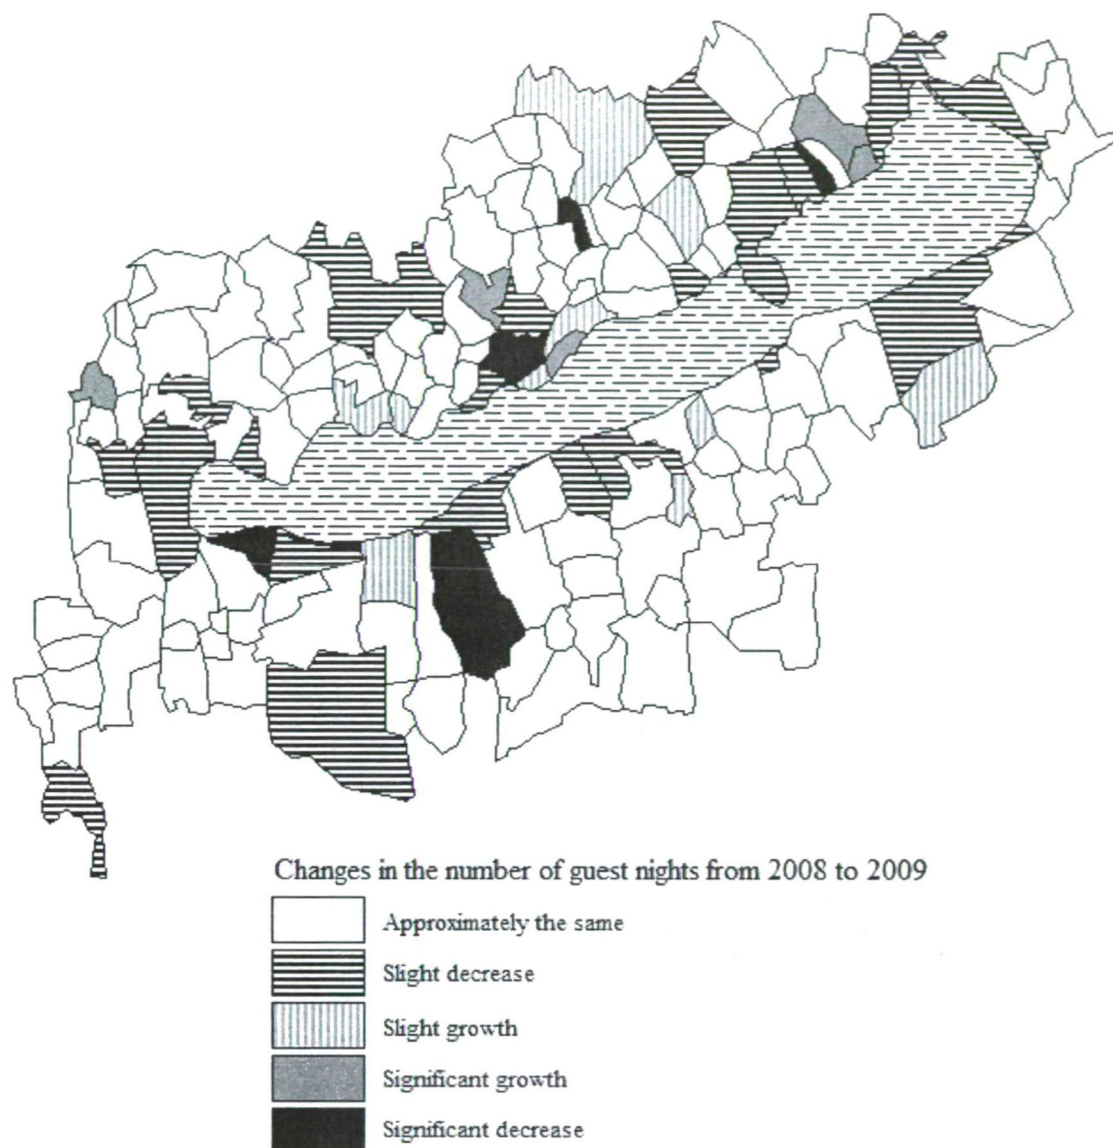 Changes in the number of guest nights from 2008 to 2009
Approximately the same
Slight decrease
Slight growth
Significant growth
Significant decrease